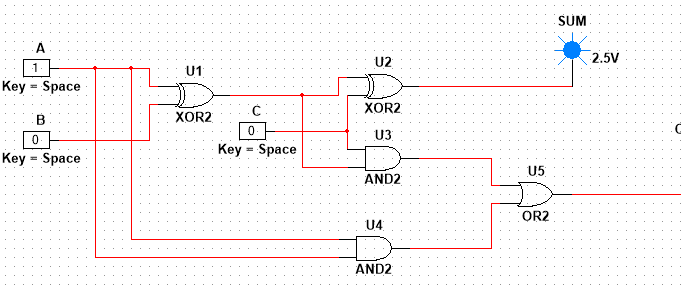 SUM
2.5V
A
1
Key = Space
U1
XOR2
U2
XOR2
B
0
Key = Space
C
0
Key = Space
U3
AND2
U5
OR2
U4
AND2